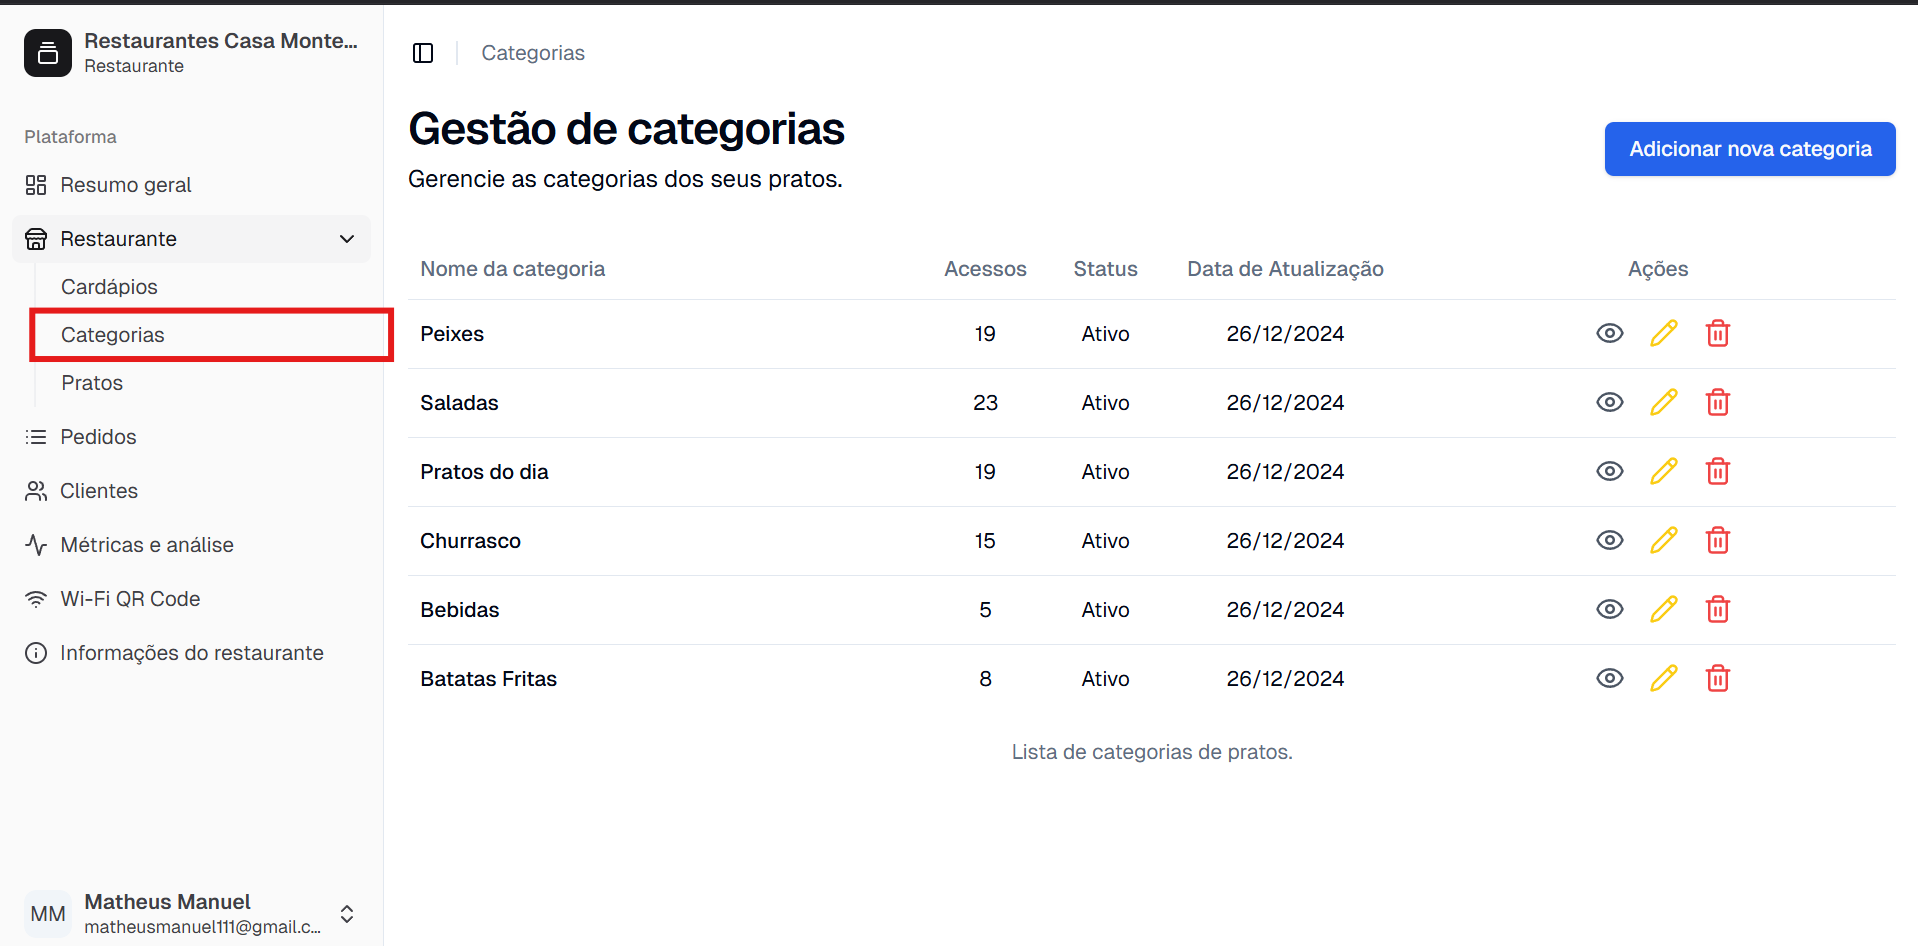 Restaurantes Casa Monte...
Restaurante
Plataforma
Resumo geral
Restaurante
Cardápios
Categorias
Pratos
Pedidos
Clientes
Métricas e análise
Wi-Fi QR Code
Informações do restaurante
MM
Matheus Manuel
matheusmanuel111@gmail.c...
Categorias
Gestão de categorias
Gerencie as categorias dos seus pratos.
Adicionar nova categoria
Nome da categoria Acessos Status Data de Atualização Ações
Peixes 19 Ativo 26/12/2024
Saladas 23 Ativo 26/12/2024
Pratos do dia 19 Ativo 26/12/2024
Churrasco 15 Ativo 26/12/2024
Bebidas 5 Ativo 26/12/2024
Batatas Fritas 8 Ativo 26/12/2024
Lista de categorias de pratos.